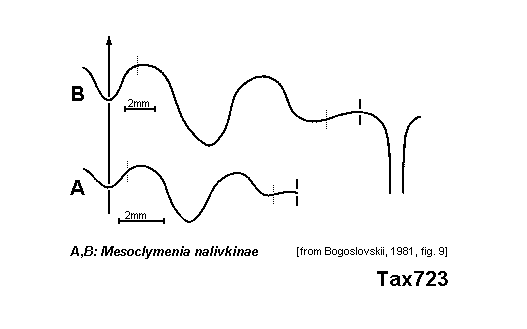 B
2mm
A
2mm
A,B: Mesoclymenia nalivkinae [from Bogoslovskii, 1981, fig. 9]
Tax723